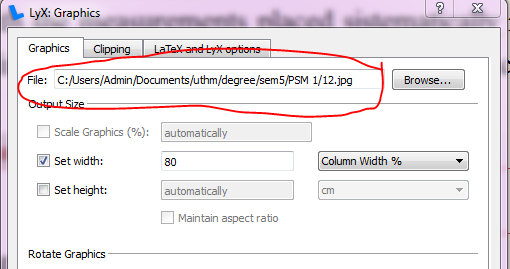 LyX: Graphics
measurements placed
Graphics Clipping LaTeX and LyX options
File: C:/Users/Admin/Documents/uthm/degree/sem5/PSM 1/12.jpg Browse...
Output Size
Scale Graphics (%): automatically
Set width: 80 Column Width %
Set height: automatically cm
Maintain aspect ratio
Rotate Graphics